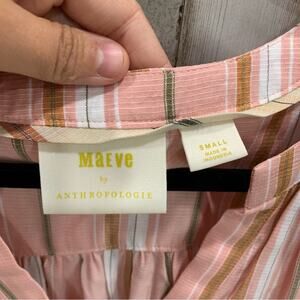 MAEVE
by
ANTHROPOLOGIE
SMALL
MADE IN
INDONESIA